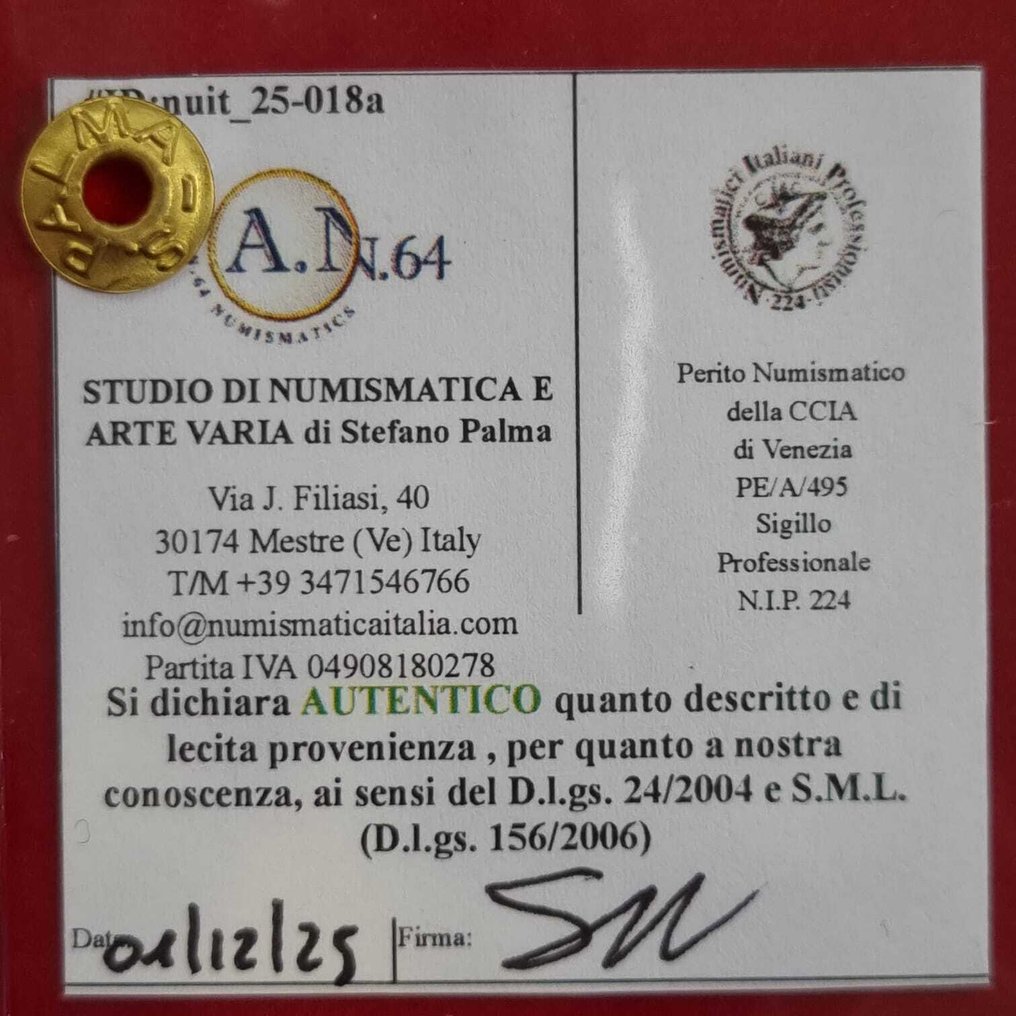 #ID:nuit_25-018a
S.PALMA -
A.N.64
N.64 NUMISMATICS
STUDIO DI NUMISMATICA E
ARTE VARIA di Stefano Palma
Via J. Filiasi, 40
30174 Mestre (Ve) Italy
T/M +39 3471546766
info@numismaticaitalia.com
Partita IVA 04908180278
Numismatici Italiani Professionisti
· 224 ·
Perito Numismatico
della CCIA
di Venezia
PE/A/495
Sigillo
Professionale
N.I.P. 224
Si dichiara AUTENTICO quanto descritto e di
lecita provenienza , per quanto a nostra
conoscenza, ai sensi del D.l.gs. 24/2004 e S.M.L.
(D.l.gs. 156/2006)
Data: 01/12/25
Firma: